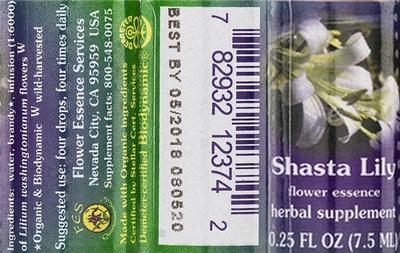 Ingredients: water, brandy★, infusion (1:6000)
of Lilium washingtonianum flowers W
★Organic & Biodynamic W wild-harvested
Suggested use: four drops, four times daily
Flower Essence Services
Nevada City, CA 95959 USA
Supplement facts: 800-548-0075
FES
Made with Organic ingredients
Certified by Stellar Cert. Services
Demeter-certified Biodynamic®
BEST BY 05/2018 080520
7 82932 12374 2
Shasta Lily
flower essence
herbal supplement
0.25 FL OZ (7.5 ML)